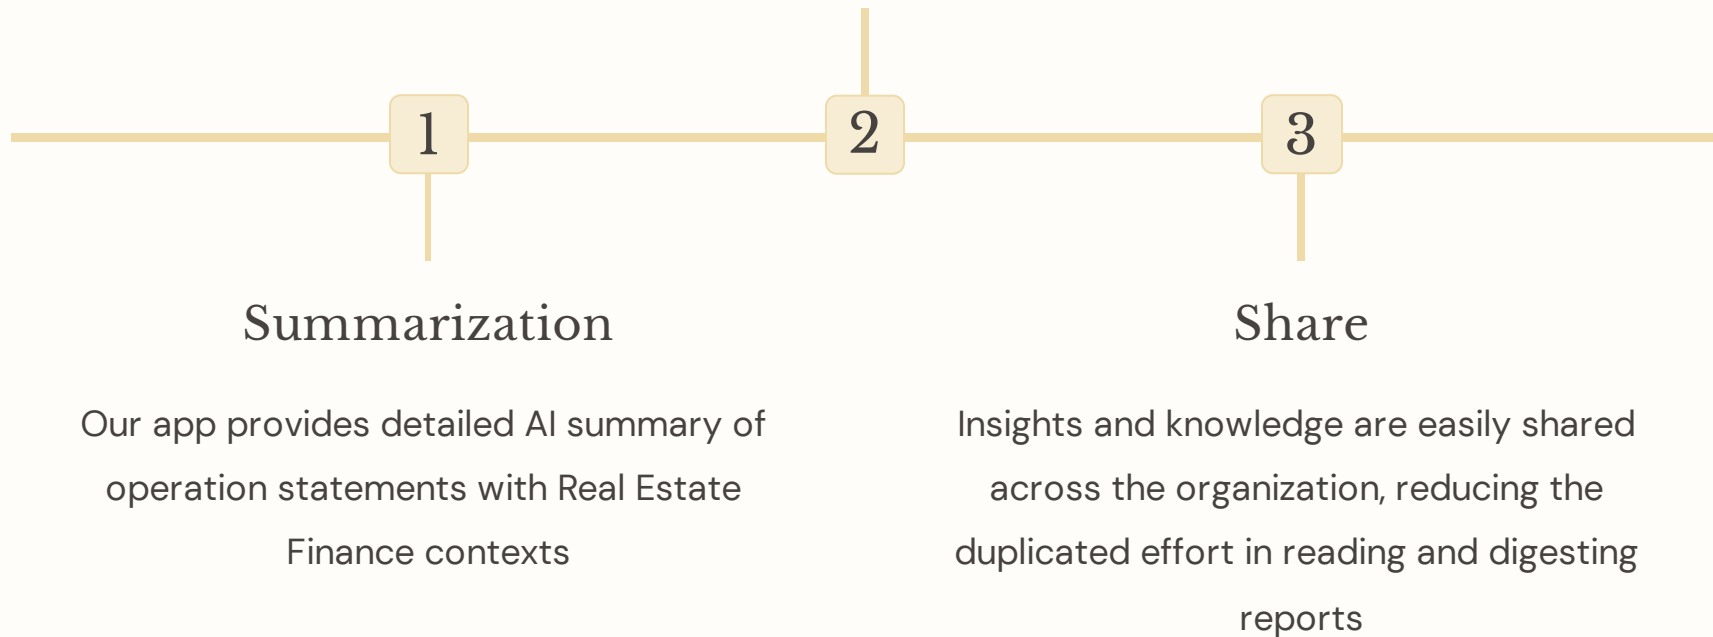 1
2
3
Summarization
Our app provides detailed AI summary of
operation statements with Real Estate
Finance contexts
Share
Insights and knowledge are easily shared
across the organization, reducing the
duplicated effort in reading and digesting
reports